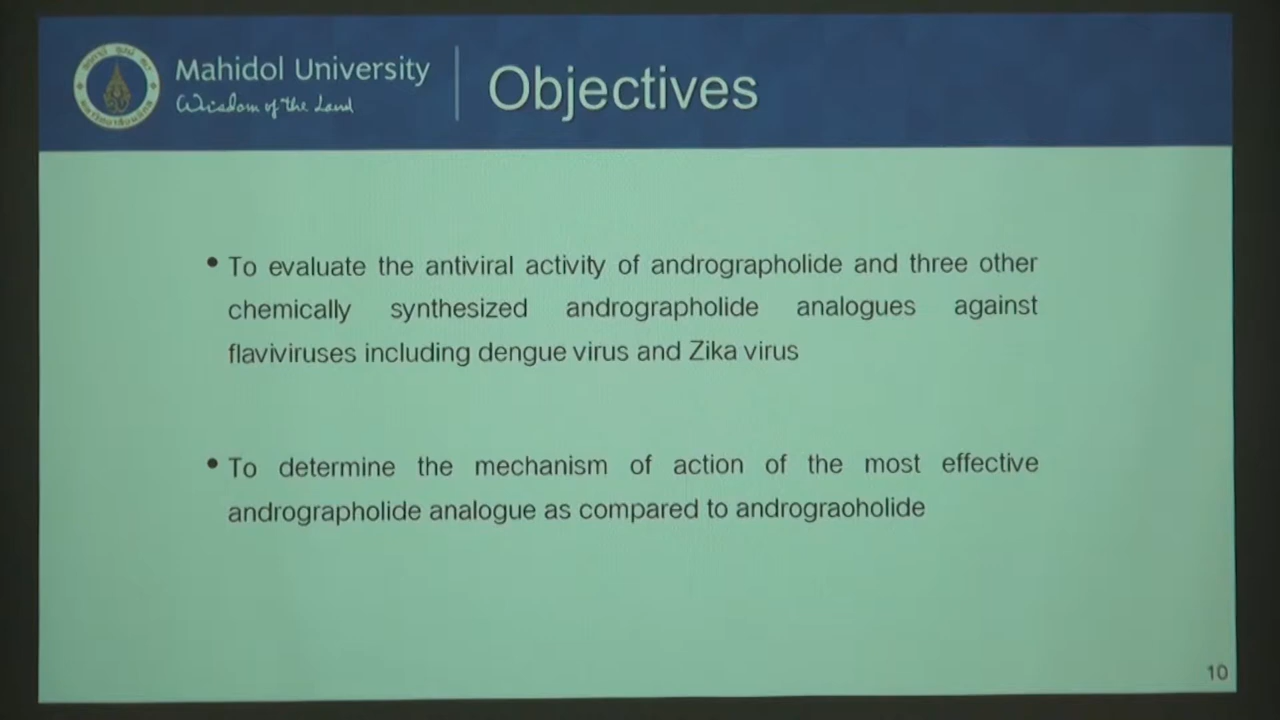 Mahidol University
Wisdom of the Land
Objectives
• To evaluate the antiviral activity of andrographolide and three other
chemically synthesized andrographolide analogues against
flaviviruses including dengue virus and Zika virus
• To determine the mechanism of action of the most effective
andrographolide analogue as compared to andrograoholide
10